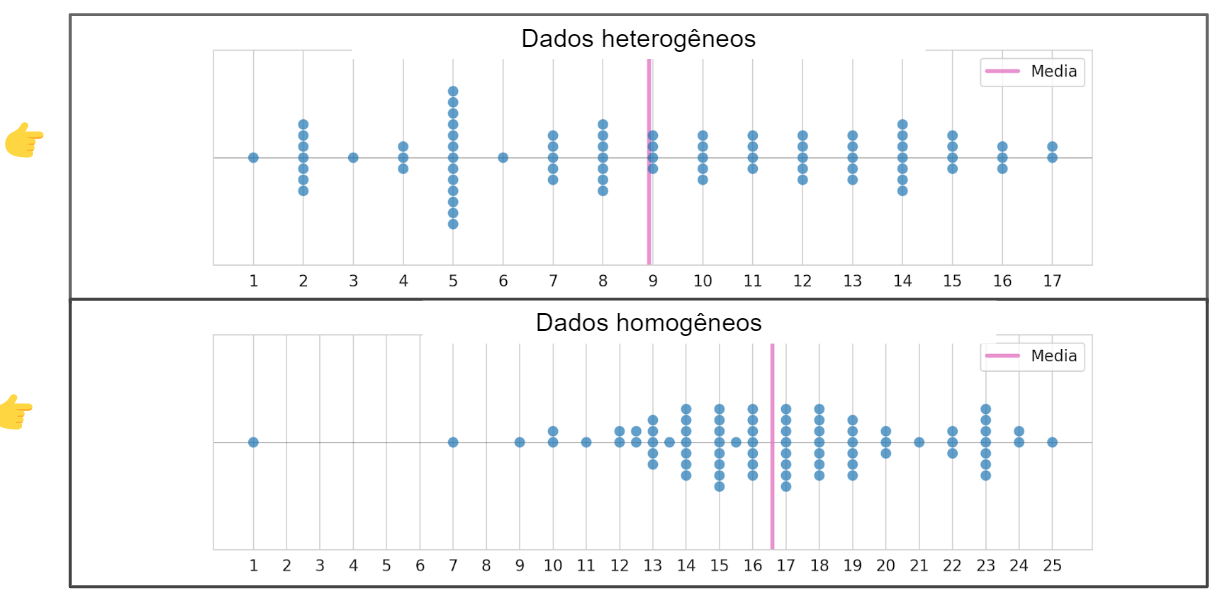 Dados heterogêneos
Media
1 2 3 4 5 6 7 8 9 10 11 12 13 14 15 16 17
Dados homogêneos
Media
1 2 3 4 5 6 7 8 9 10 11 12 13 14 15 16 17 18 19 20 21 22 23 24 25